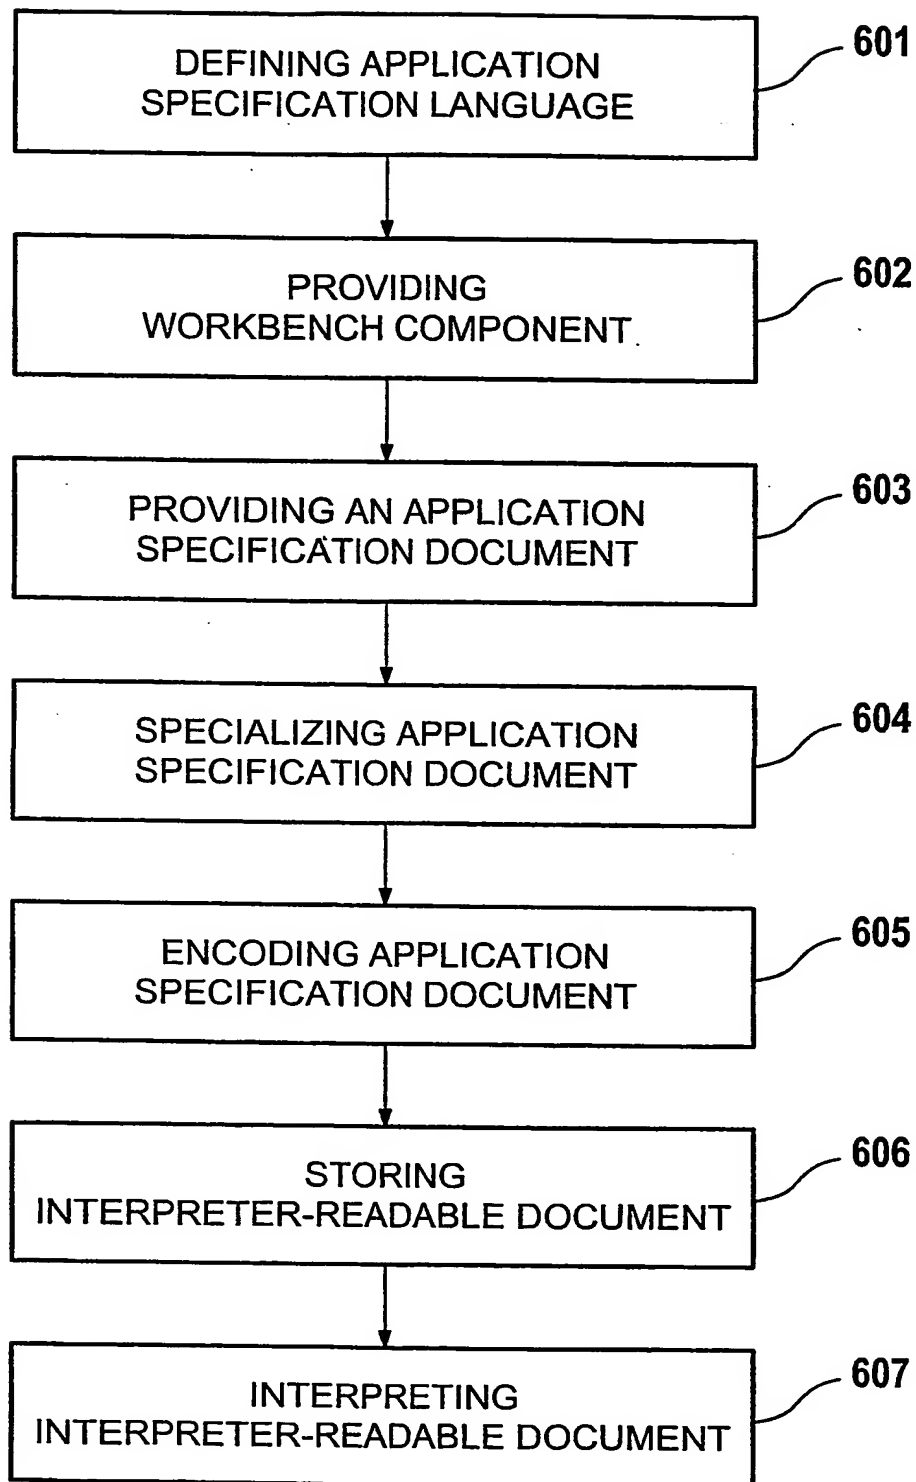 DEFINING APPLICATION
SPECIFICATION LANGUAGE
601
PROVIDING
WORKBENCH COMPONENT
602
PROVIDING AN APPLICATION
SPECIFICATION DOCUMENT
603
SPECIALIZING APPLICATION
SPECIFICATION DOCUMENT
604
ENCODING APPLICATION
SPECIFICATION DOCUMENT
605
STORING
INTERPRETER-READABLE DOCUMENT
606
INTERPRETING
INTERPRETER-READABLE DOCUMENT
607